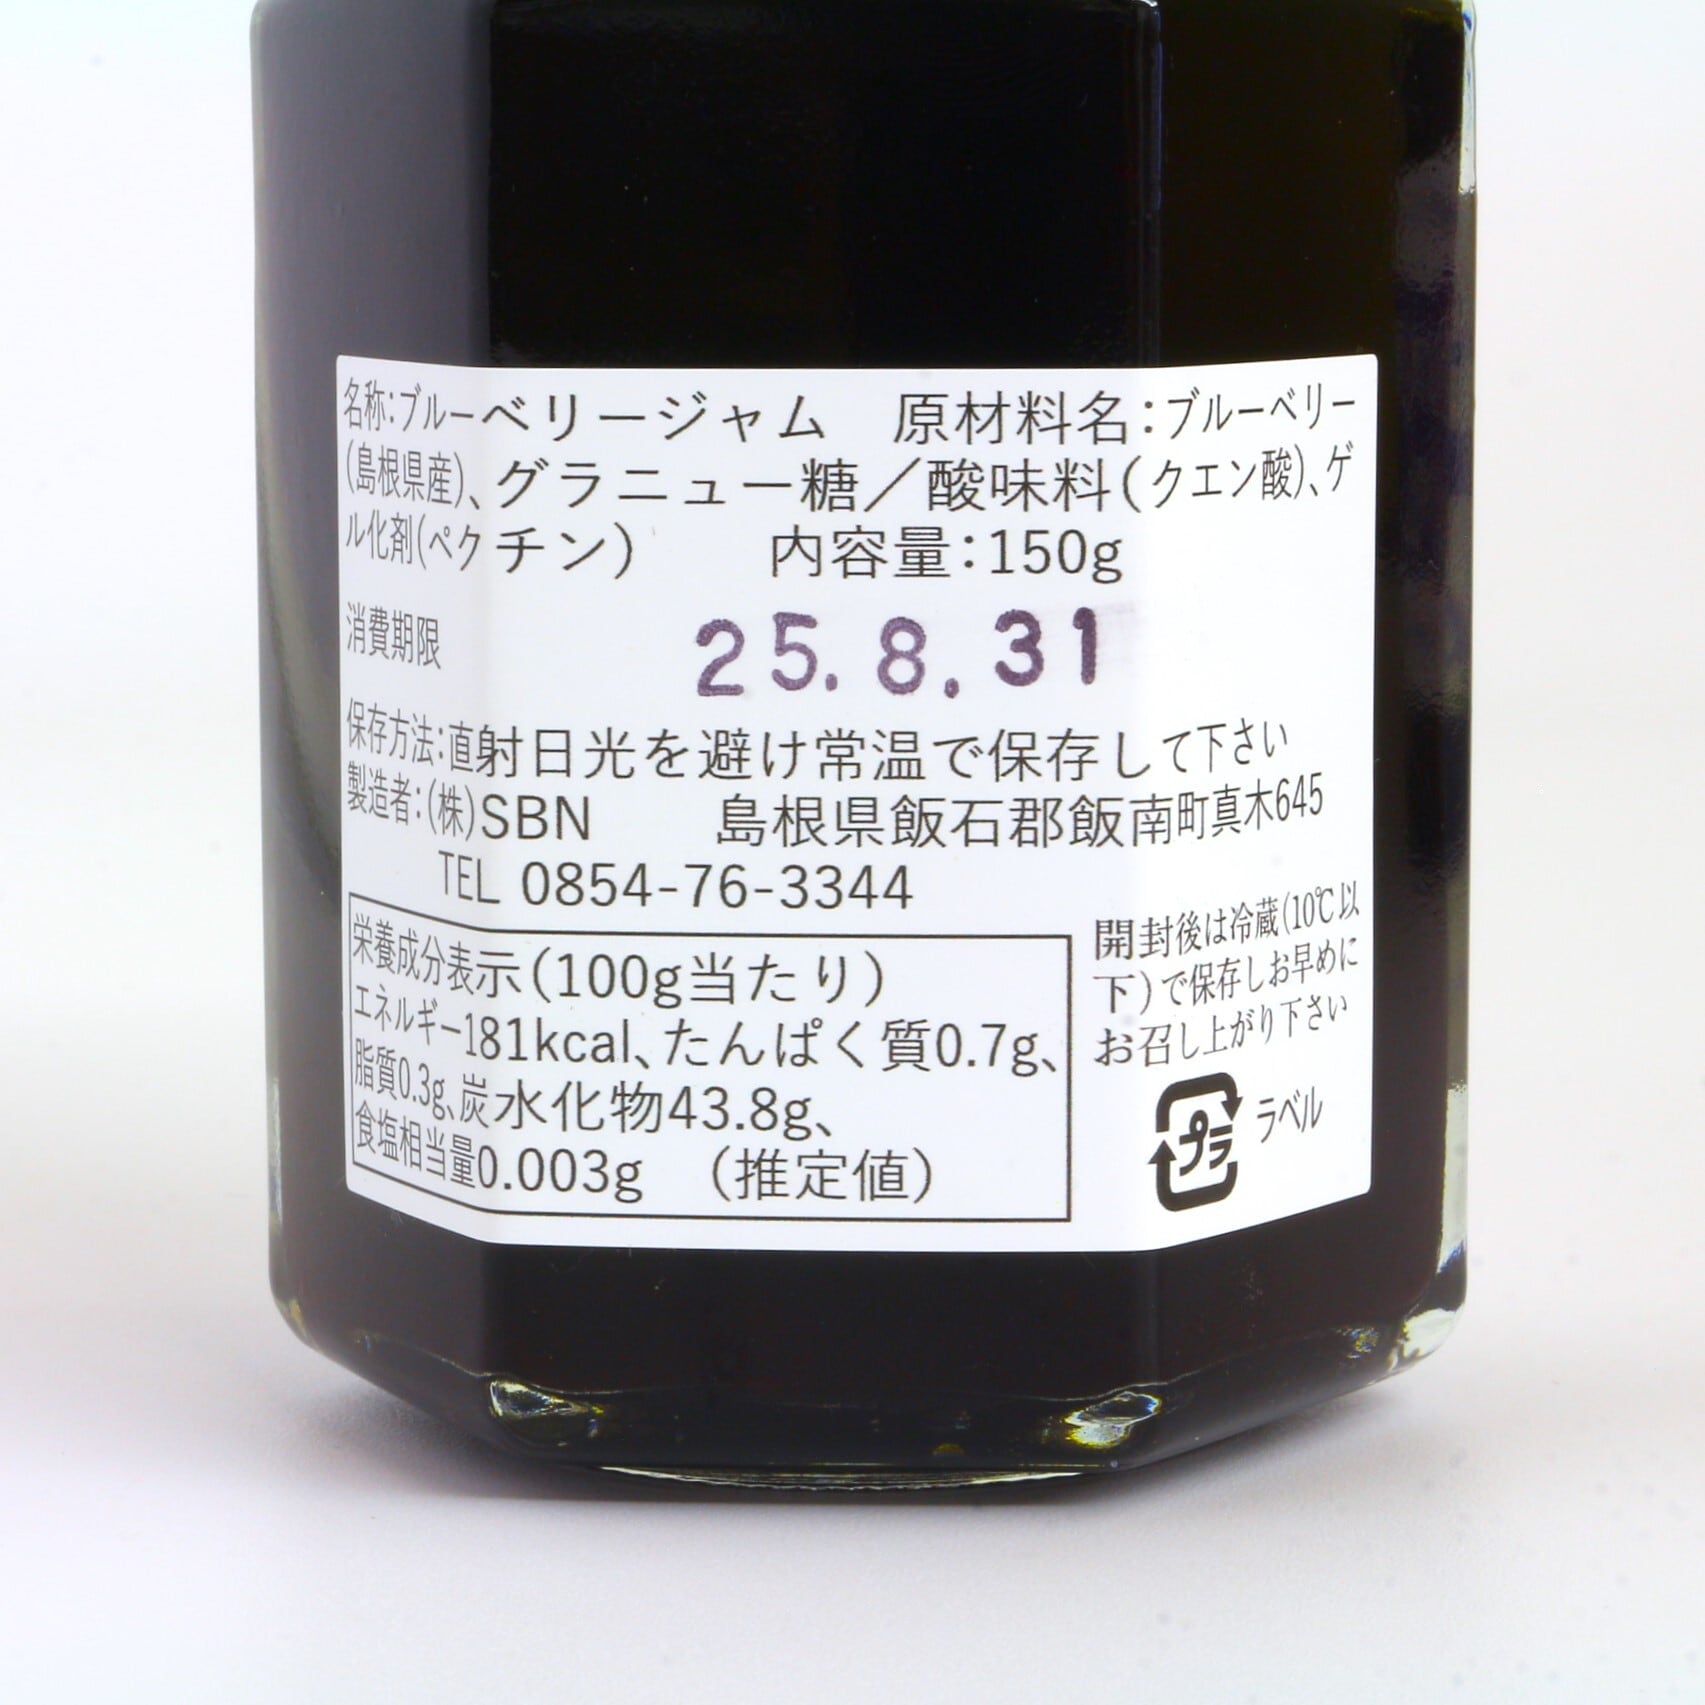 名称：ブルーベリージャム　原材料名：ブルーベリー
(島根県産)、グラニュー糖／酸味料(クエン酸)、ゲ
ル化剤(ペクチン)　　内容量：150g
消費期限　25.8.31
保存方法：直射日光を避け常温で保存して下さい
製造者：(株)SBN　　島根県飯石郡飯南町真木645
TEL 0854-76-3344
栄養成分表示(100g当たり)
エネルギー181kcal、たんぱく質0.7g、
脂質0.3g、炭水化物43.8g、
食塩相当量0.003g　(推定値)
開封後は冷蔵(10℃以
下)で保存しお早めに
お召し上がり下さい
プラ ラベル